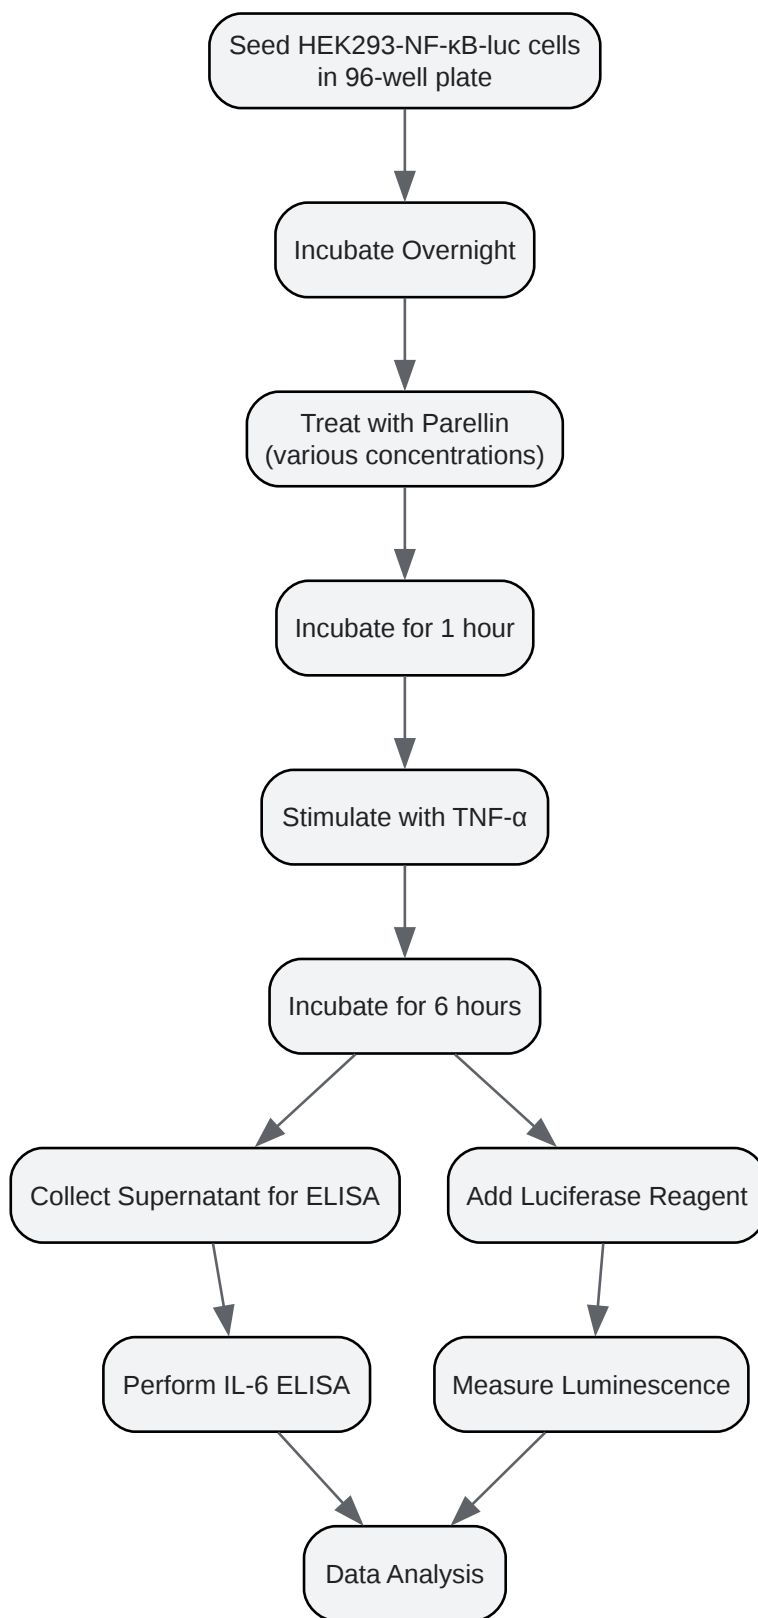 Seed HEK293-NF-κB-luc cells
in 96-well plate
Incubate Overnight
Treat with Parellin
(various concentrations)
Incubate for 1 hour
Stimulate with TNF-α
Incubate for 6 hours
Collect Supernatant for ELISA
Add Luciferase Reagent
Perform IL-6 ELISA
Measure Luminescence
Data Analysis